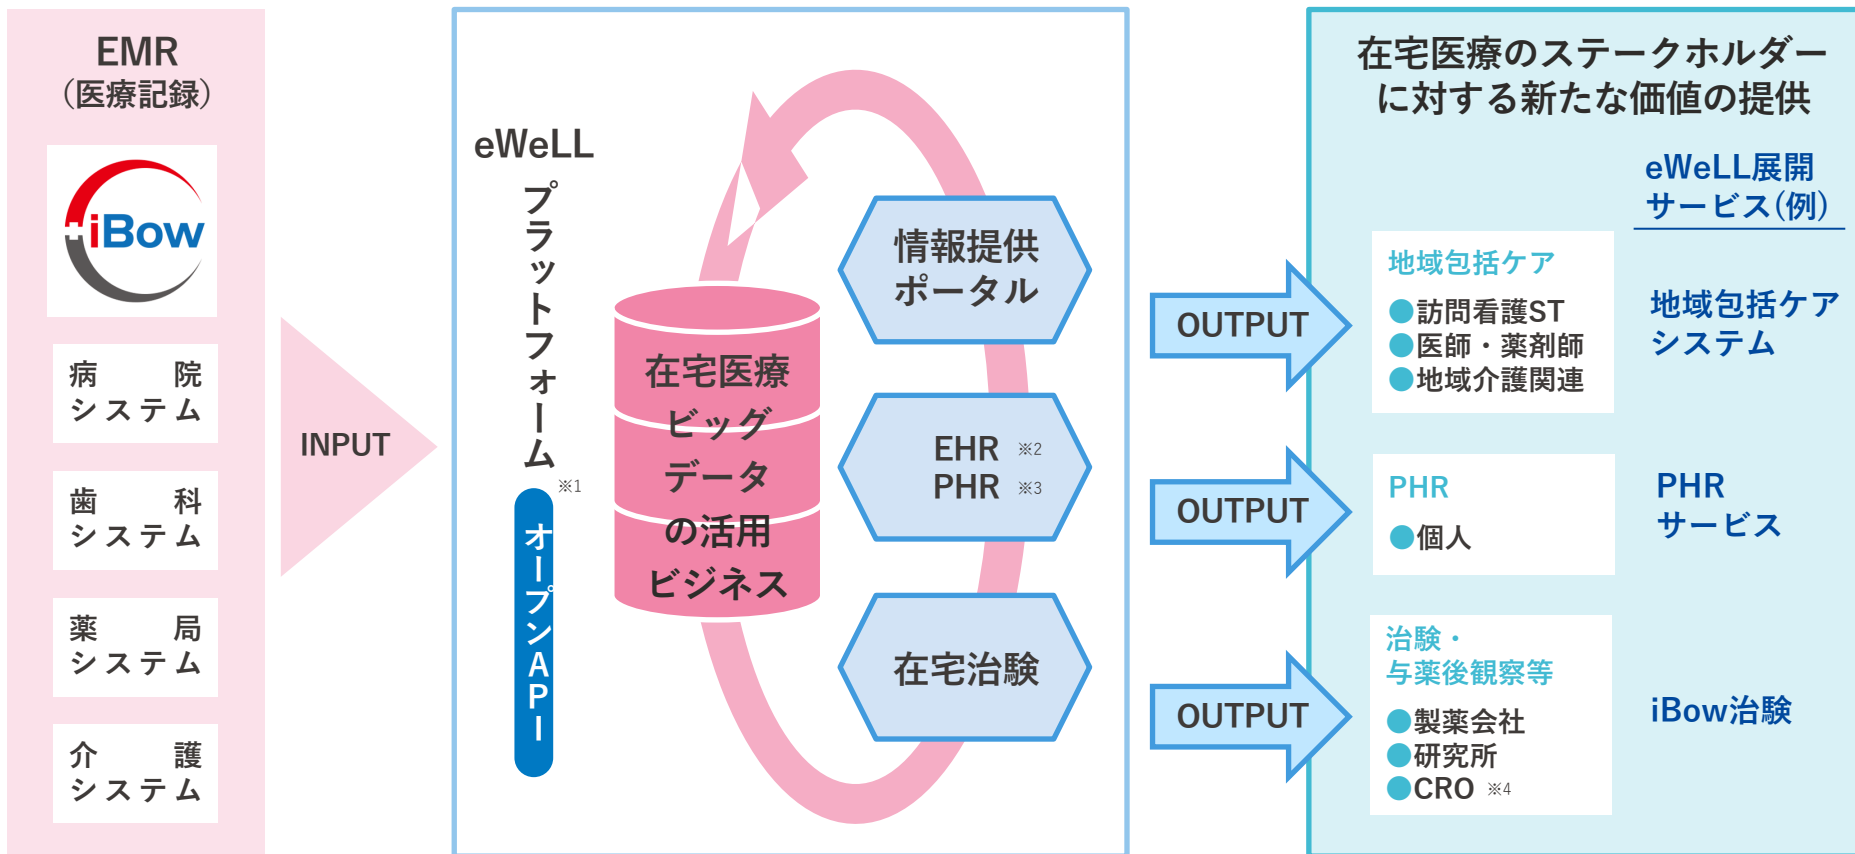 EMR
（医療記録）
iBow
病院
システム
歯科
システム
薬局
システム
介護
システム
INPUT
eWeLL
プラットフォーム
※1
オープンAPI
在宅医療
ビッグ
データ
の活用
ビジネス
情報提供
ポータル
EHR ※2
PHR ※3
在宅治験
OUTPUT
OUTPUT
OUTPUT
在宅医療のステークホルダー
に対する新たな価値の提供
eWeLL展開
サービス(例)
地域包括ケア
●訪問看護ST
●医師・薬剤師
●地域介護関連
地域包括ケア
システム
PHR
●個人
PHR
サービス
治験・
与薬後観察等
●製薬会社
●研究所
●CRO ※4
iBow治験